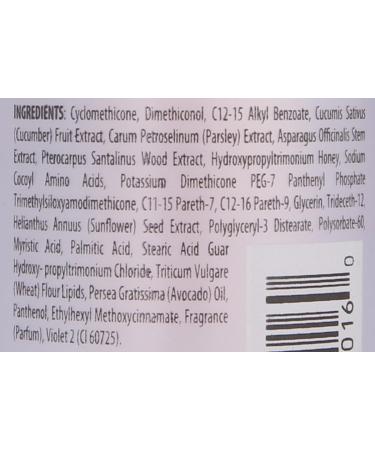 INGREDIENTS: Cyclomethicone, Dimethiconol, C12-15 Alkyl Benzoate, Cucumis Sativus
(Cucumber) Fruit Extract, Carum Petroselinum (Parsley) Extract, Asparagus Officinalis Stem
Extract, Pterocarpus Santalinus Wood Extract, Hydroxypropyltrimonium Honey, Sodium
Cocoyl Amino Acids, Potassium Dimethicone PEG-7 Panthenyl Phosphate
Trimethylsiloxyamodimethicone, C11-15 Pareth-7, C12-16 Pareth-9, Glycerin, Trideceth-12,
Helianthus Annuus (Sunflower) Seed Extract, Polyglyceryl-3 Distearate, Polysorbate-60,
Myristic Acid, Palmitic Acid, Stearic Acid Guar
Hydroxy- propyltrimonium Chloride, Triticum Vulgare
(Wheat) Flour Lipids, Persea Gratissima (Avocado) Oil,
Panthenol, Ethylhexyl Methoxycinnamate, Fragrance
(Parfum), Violet 2 (CI 60725).
016 0